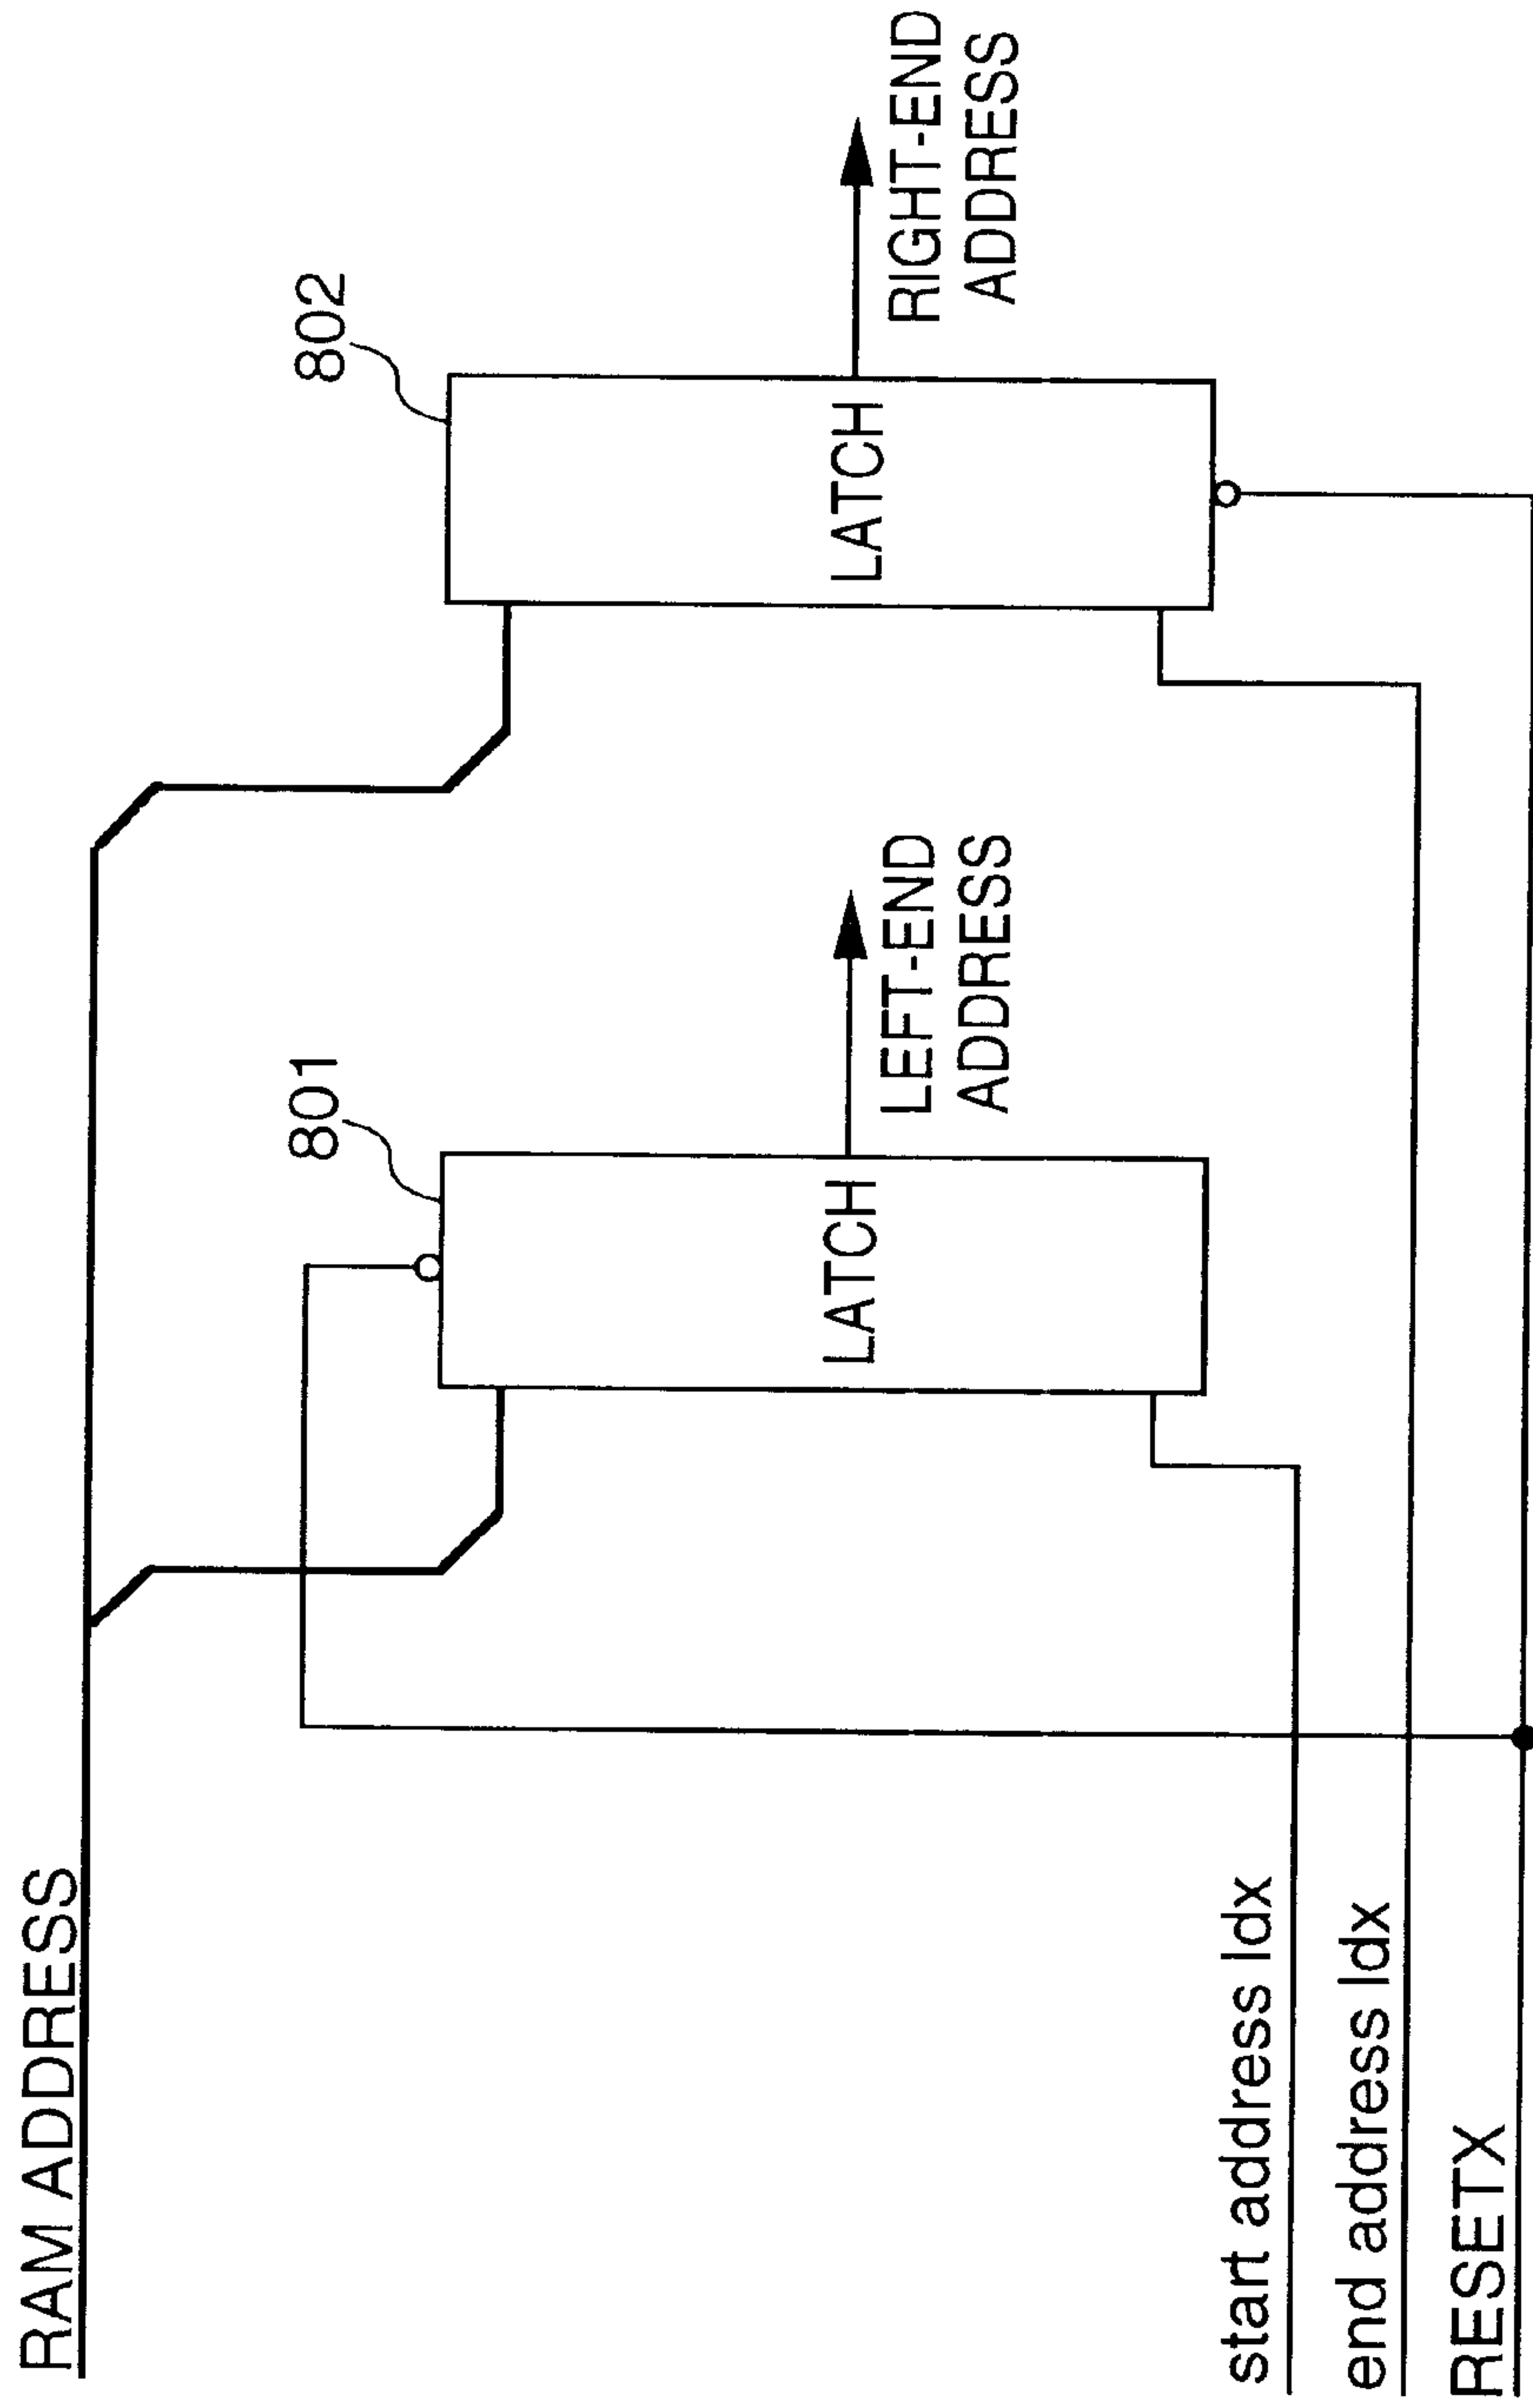 RAM ADDRESS
801
802
LATCH
LATCH
LEFT-END
ADDRESS
RIGHT-END
ADDRESS
start address ldx
end address ldx
RESETX